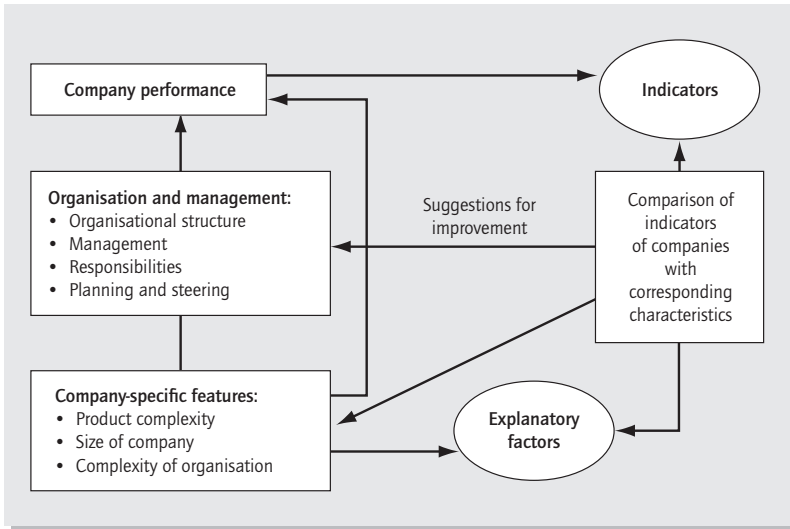 Company performance
Indicators
Organisation and management:
• Organisational structure
• Management
• Responsibilities
• Planning and steering
Suggestions for
improvement
Comparison of
indicators
of companies
with
corresponding
characteristics
Company-specific features:
• Product complexity
• Size of company
• Complexity of organisation
Explanatory
factors